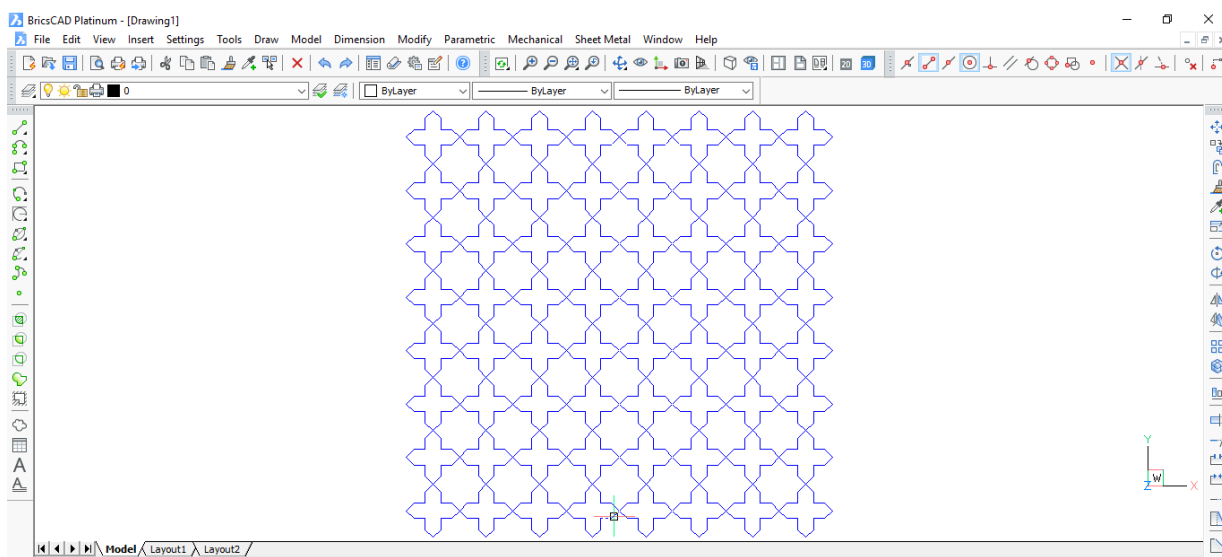 BricsCAD Platinum - [Drawing1]
File Edit View Insert Settings Tools Draw Model Dimension Modify Parametric Mechanical Sheet Metal Window Help
0 ByLayer ByLayer ByLayer
Y
W
Z X
Model Layout1 Layout2